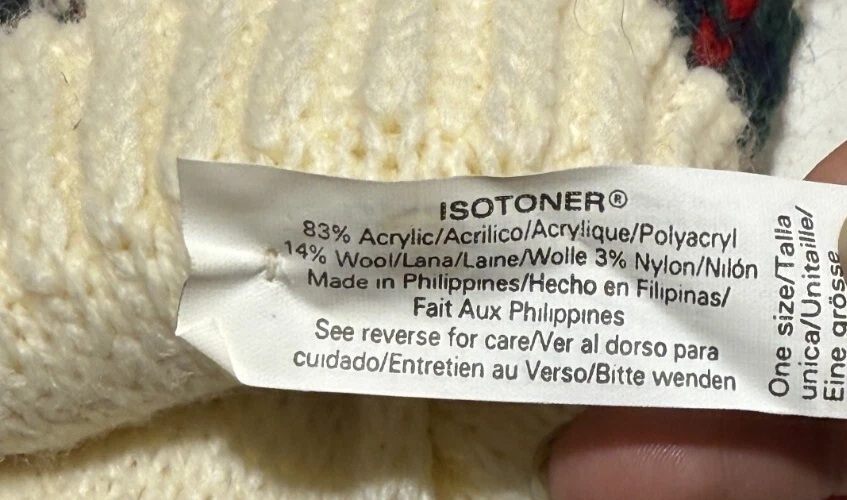 ISOTONER®
83% Acrylic/Acrilico/Acrylique/Polyacryl
14% Wool/Lana/Laine/Wolle 3% Nylon/Nilón
Made in Philippines/Hecho en Filipinas/
Fait Aux Philippines
See reverse for care/Ver al dorso para
cuidado/Entretien au Verso/Bitte wenden
One size/Talla
unica/Unitaille/
Eine grösse